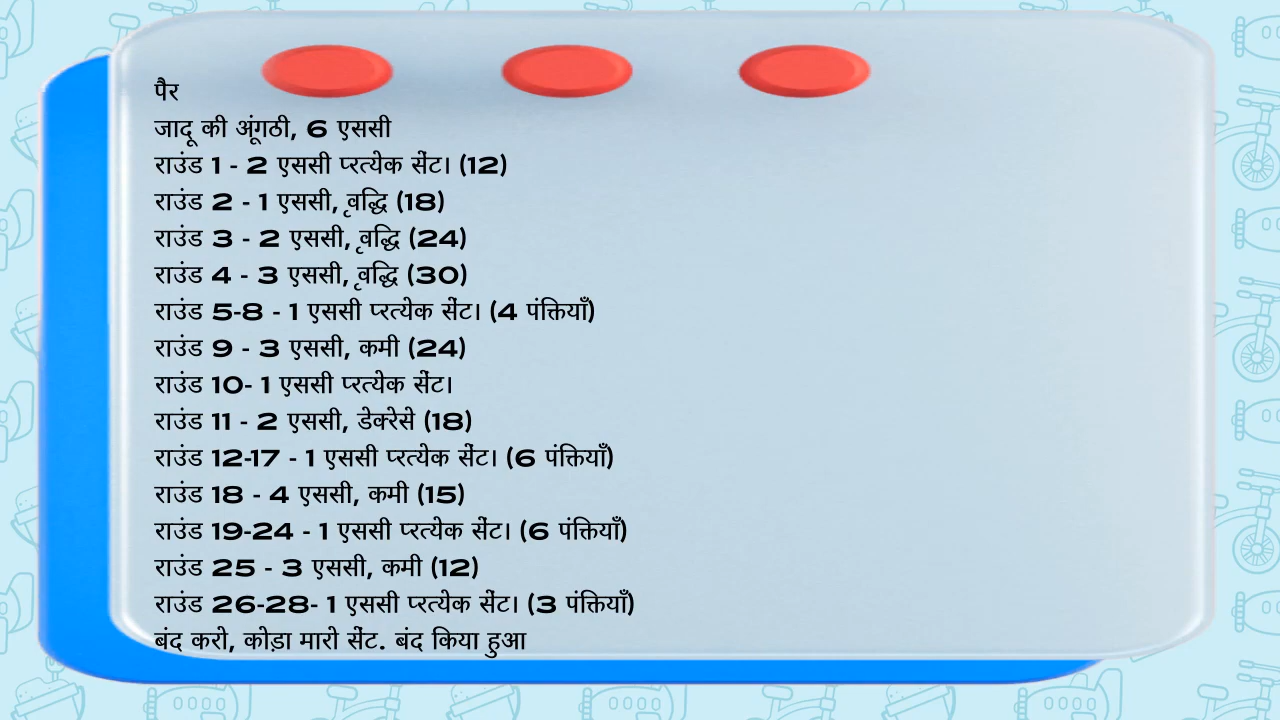 पैर
जादू की अंगूठी, 6 एससी
राउंड 1 - 2 एससी प्रत्येक सेंट। (12)
राउंड 2 - 1 एससी, वृद्धि (18)
राउंड 3 - 2 एससी, वृद्धि (24)
राउंड 4 - 3 एससी, वृद्धि (30)
राउंड 5-8 - 1 एससी प्रत्येक सेंट। (4 पंक्तियाँ)
राउंड 9 - 3 एससी, कमी (24)
राउंड 10- 1 एससी प्रत्येक सेंट।
राउंड 11 - 2 एससी, डेक्रेसे (18)
राउंड 12-17 - 1 एससी प्रत्येक सेंट। (6 पंक्तियाँ)
राउंड 18 - 4 एससी, कमी (15)
राउंड 19-24 - 1 एससी प्रत्येक सेंट। (6 पंक्तियाँ)
राउंड 25 - 3 एससी, कमी (12)
राउंड 26-28- 1 एससी प्रत्येक सेंट। (3 पंक्तियाँ)
बंद करो, कोड़ा मारो सेंट. बंद किया हुआ